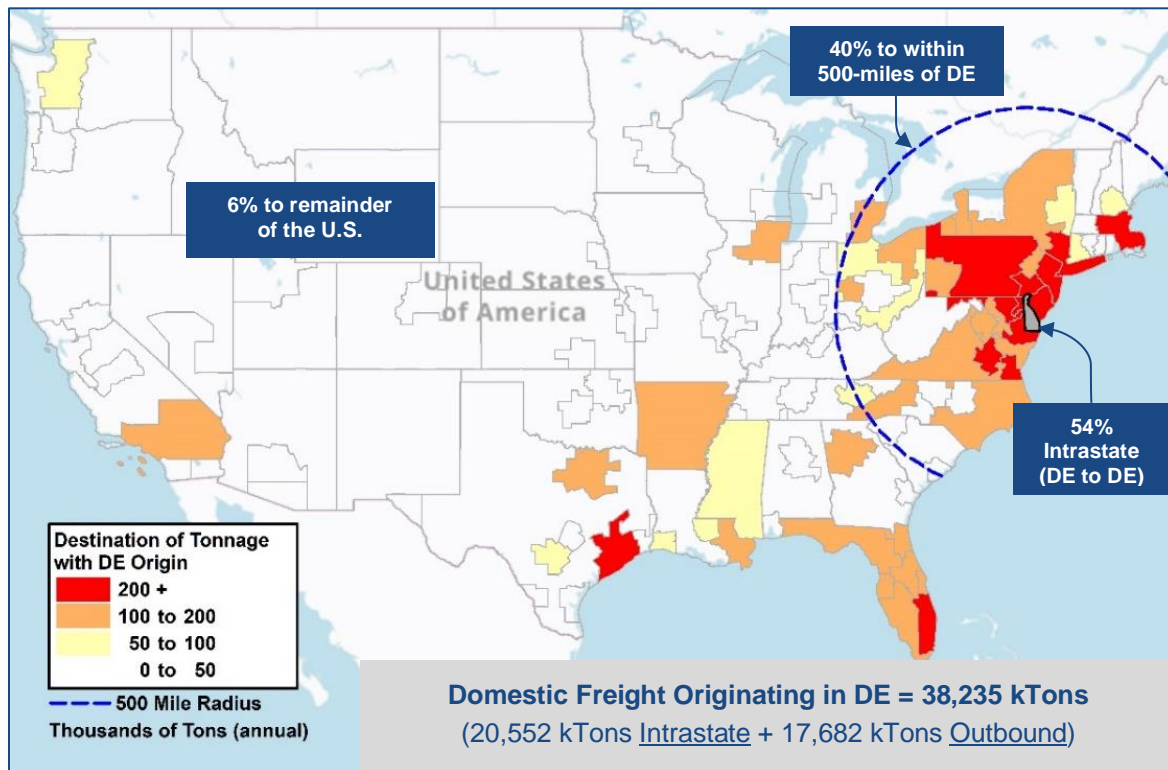 40% to within
500-miles of DE
6% to remainder
of the U.S.
United States
of America
54%
Intrastate
(DE to DE)
Destination of Tonnage
with DE Origin
200 +
100 to 200
50 to 100
0 to 50
500 Mile Radius
Thousands of Tons (annual)
Domestic Freight Originating in DE = 38,235 kTons
(20,552 kTons Intrastate + 17,682 kTons Outbound)